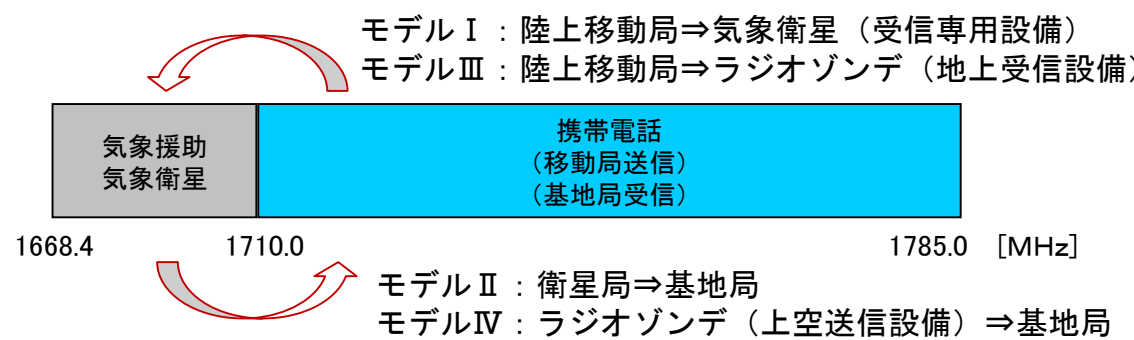 モデルⅠ：陸上移動局⇒気象衛星（受信専用設備）
モデルⅢ：陸上移動局⇒ラジオゾンデ（地上受信設備）
気象援助
気象衛星
携帯電話
（移動局送信）
（基地局受信）
1668.4
1710.0
1785.0 [MHz]
モデルⅡ：衛星局⇒基地局
モデルⅣ：ラジオゾンデ（上空送信設備）⇒基地局